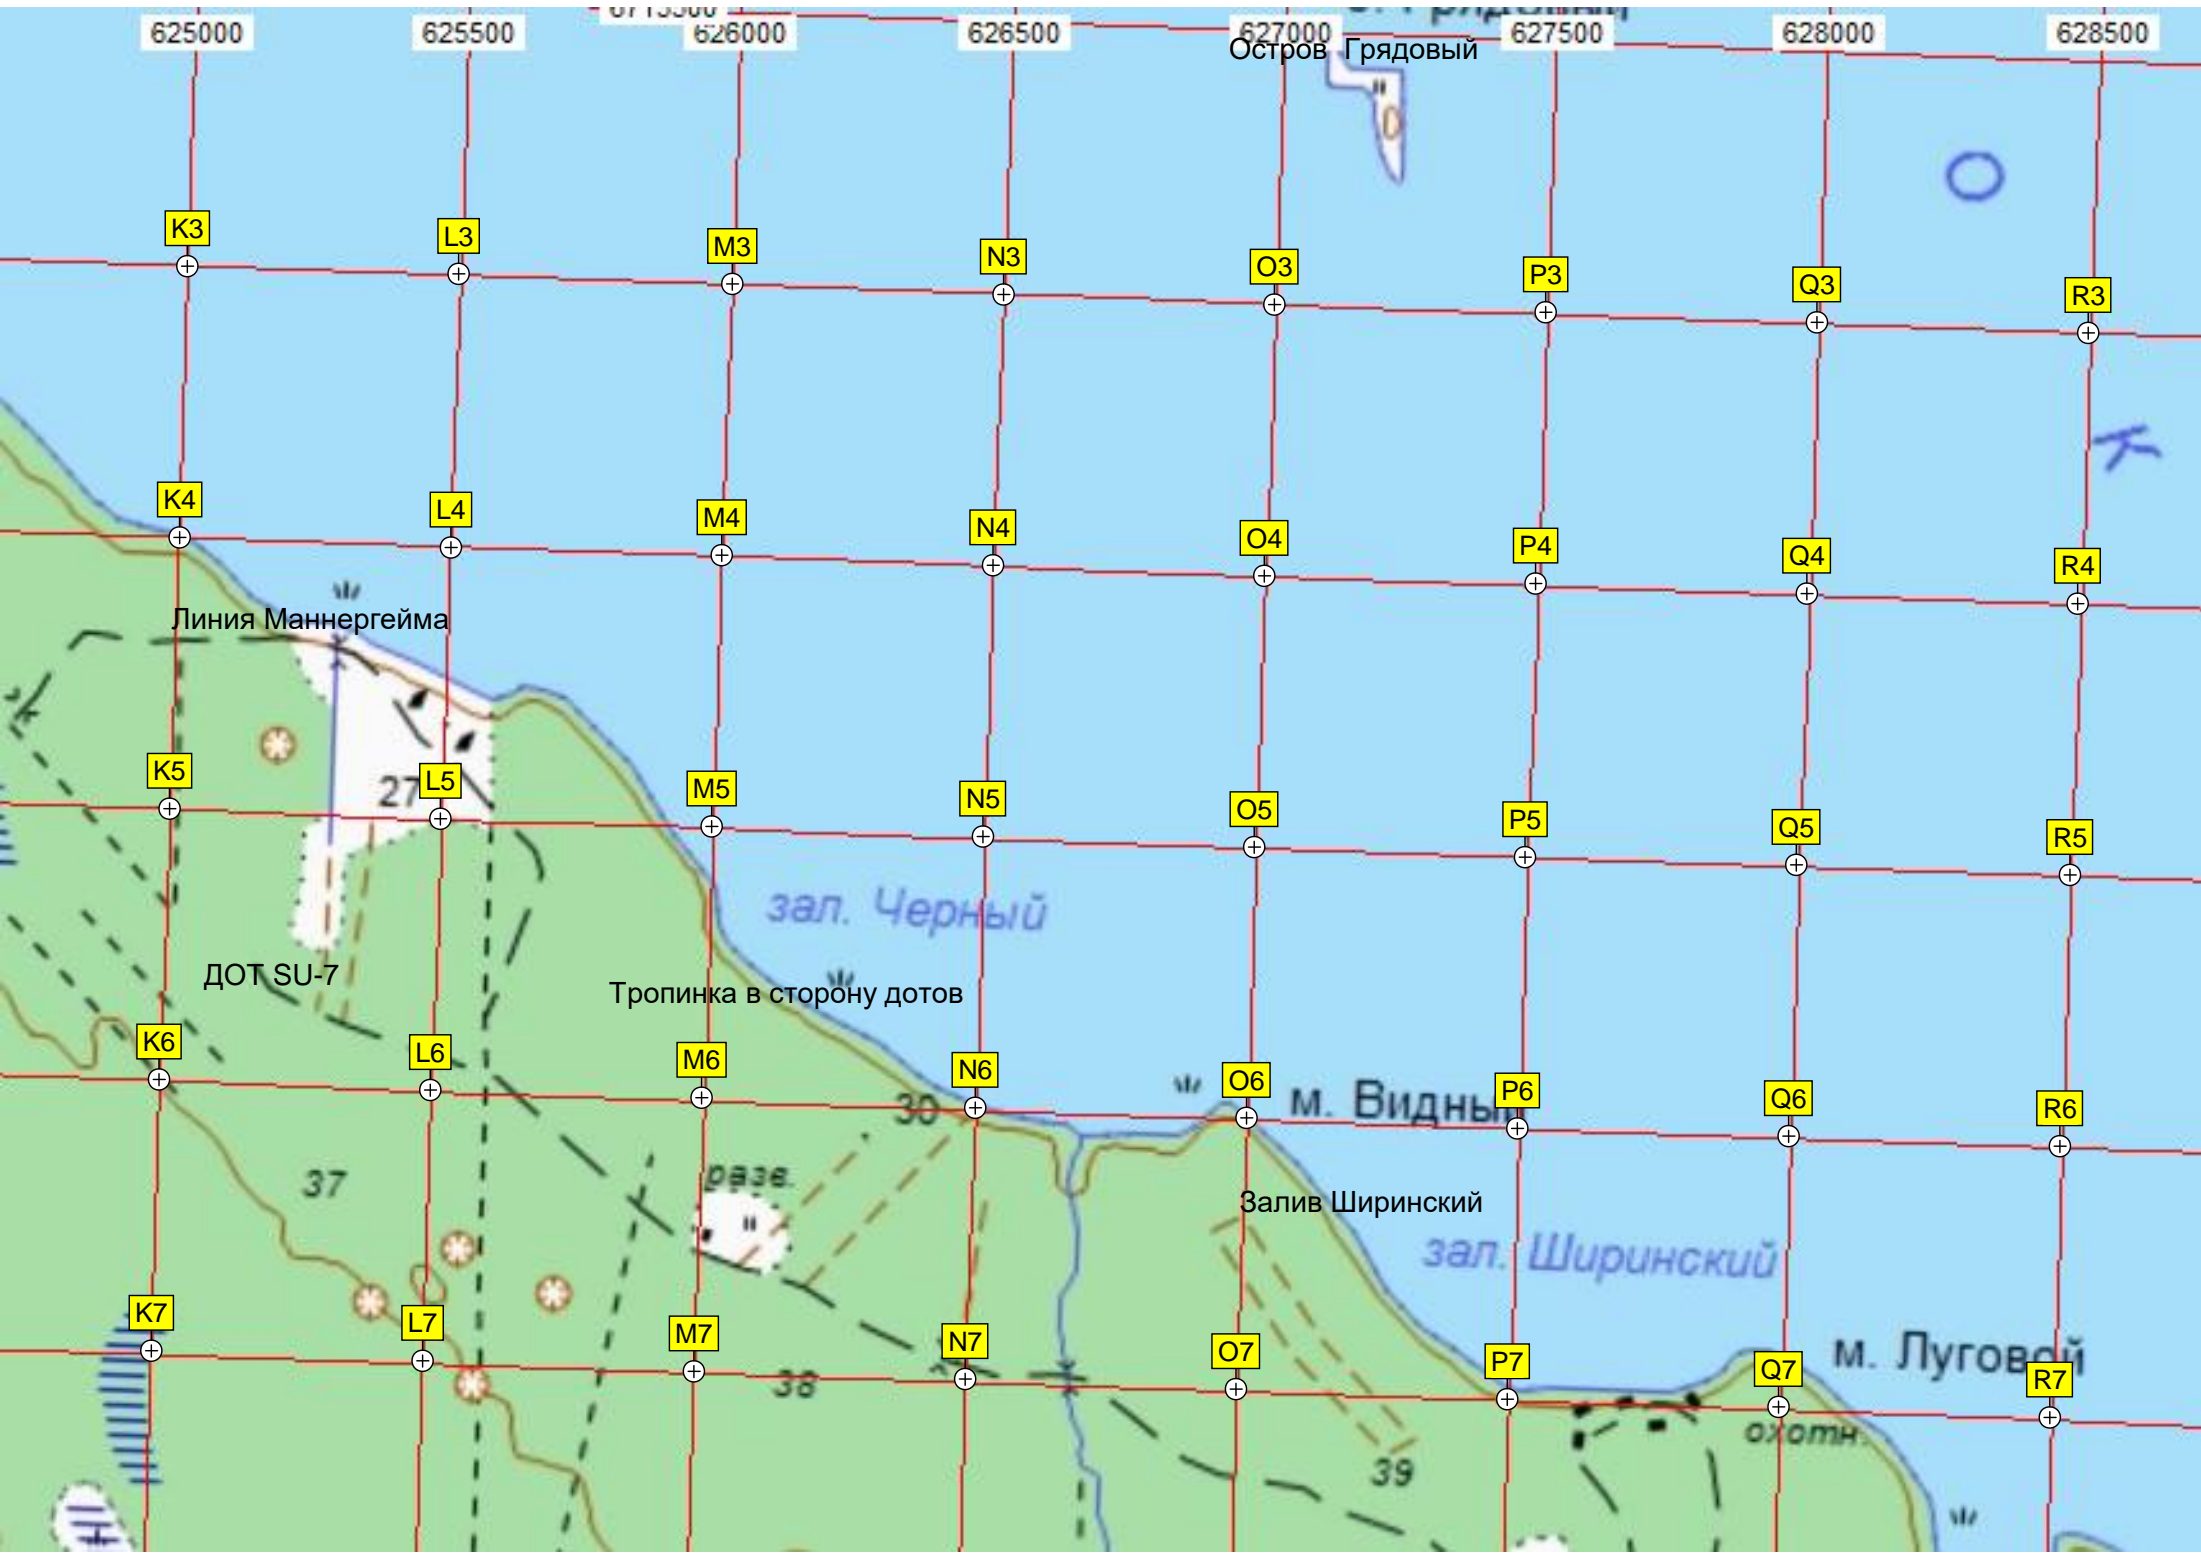 625000 625500 626000 626500 627000 627500 628000 628500
Остров Грядовый
K3 L3 M3 N3 O3 P3 Q3 R3
K4 L4 M4 N4 O4 P4 Q4 R4
Линия Маннергейма
K5 27 L5 M5 N5 O5 P5 Q5 R5
зал. Черный
ДОТ SU-7
Тропинка в сторону дотов
K6 L6 M6 N6 O6 P6 Q6 R6
30
м. Видный
37
разв.
Залив Ширинский
зал. Ширинский
K7 L7 M7 N7 O7 P7 Q7 R7
м. Луговой
38
охотн.
39
О
К